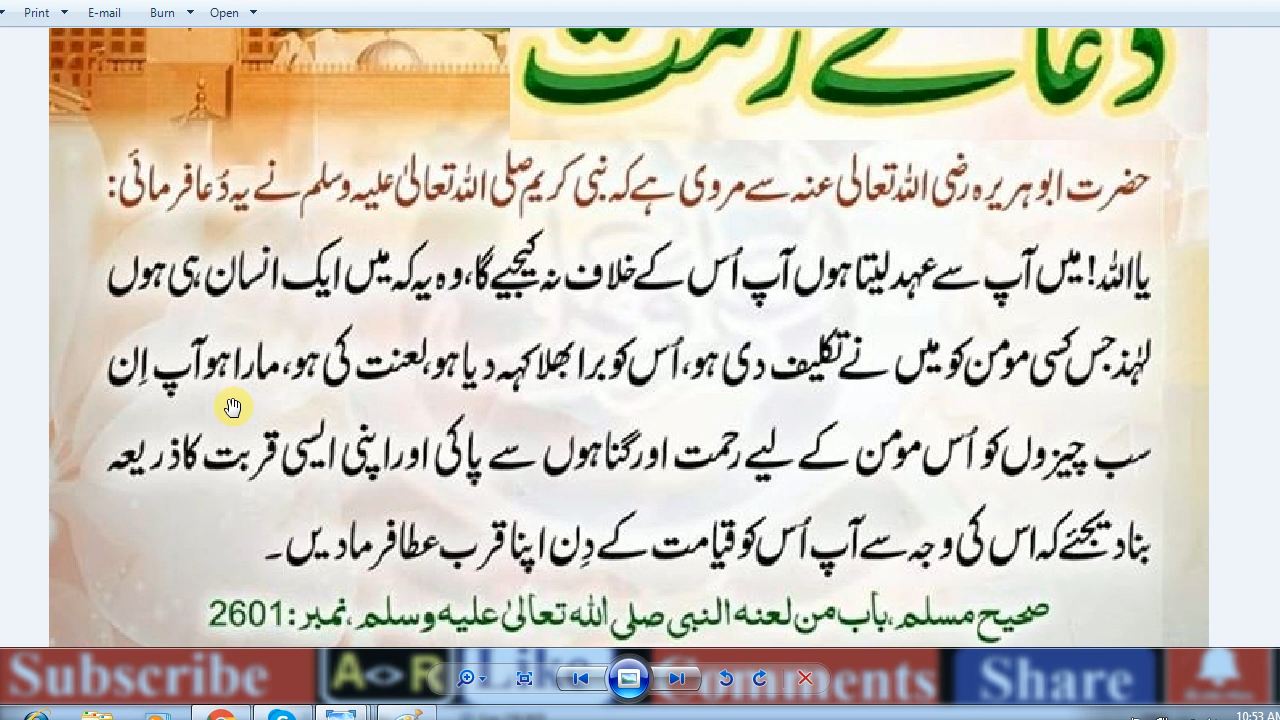 Print E-mail Burn Open
دُعائے رحمت
حضرت ابو ہریرہ رضی اللہ تعالیٰ عنہ سے مروی ہے کہ نبی کریم صلی اللہ تعالیٰ علیہ وسلم نے یہ دُعا فرمائی:
یا اللہ! میں آپ سے عہد لیتا ہوں آپ اُس کے خلاف نہ کیجیے گا، وہ یہ کہ میں ایک انسان ہی ہوں
لہٰذ جس کسی مومن کو میں نے تکلیف دی ہو، اُس کو برا بھلا کہہ دیا ہو، لعنت کی ہو، مارا ہو آپ اِن
سب چیزوں کو اُس مومن کے لیے رحمت اور گناہوں سے پاکی اور اپنی ایسی قربت کا ذریعہ
بنا دیجئے کہ اس کی وجہ سے آپ اُس کو قیامت کے دِن اپنا قرب عطا فرما دیں۔
صحیح مسلم، باب من لعنه النبی صلی اللہ تعالیٰ علیہ وسلم، نمبر: 2601
Subscribe A<>R Like Comments Share
10:53 AM